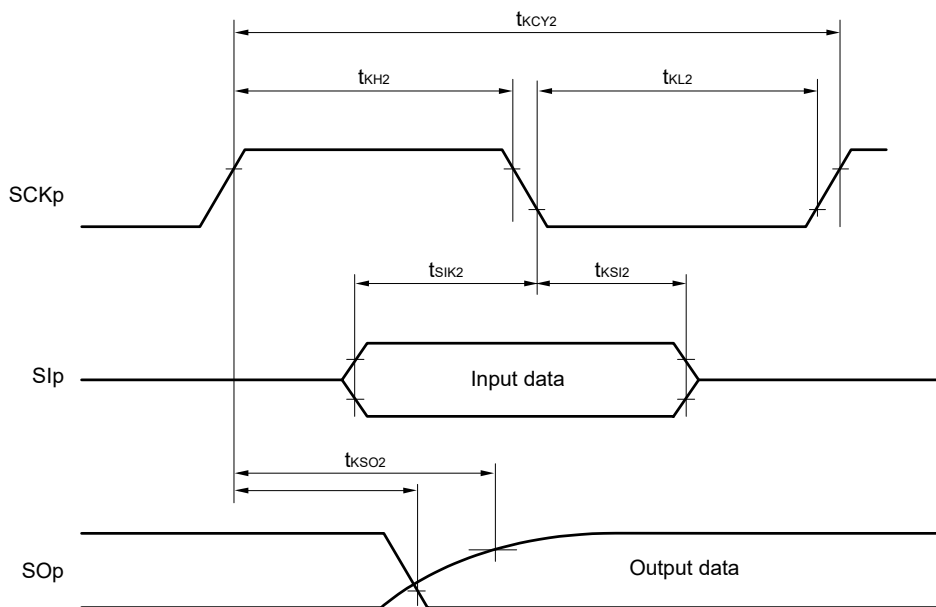 tKCY2
tKH2
tKL2
SCKp
tSIK2
tKSI2
SIp
Input data
tKSO2
SOp
Output data